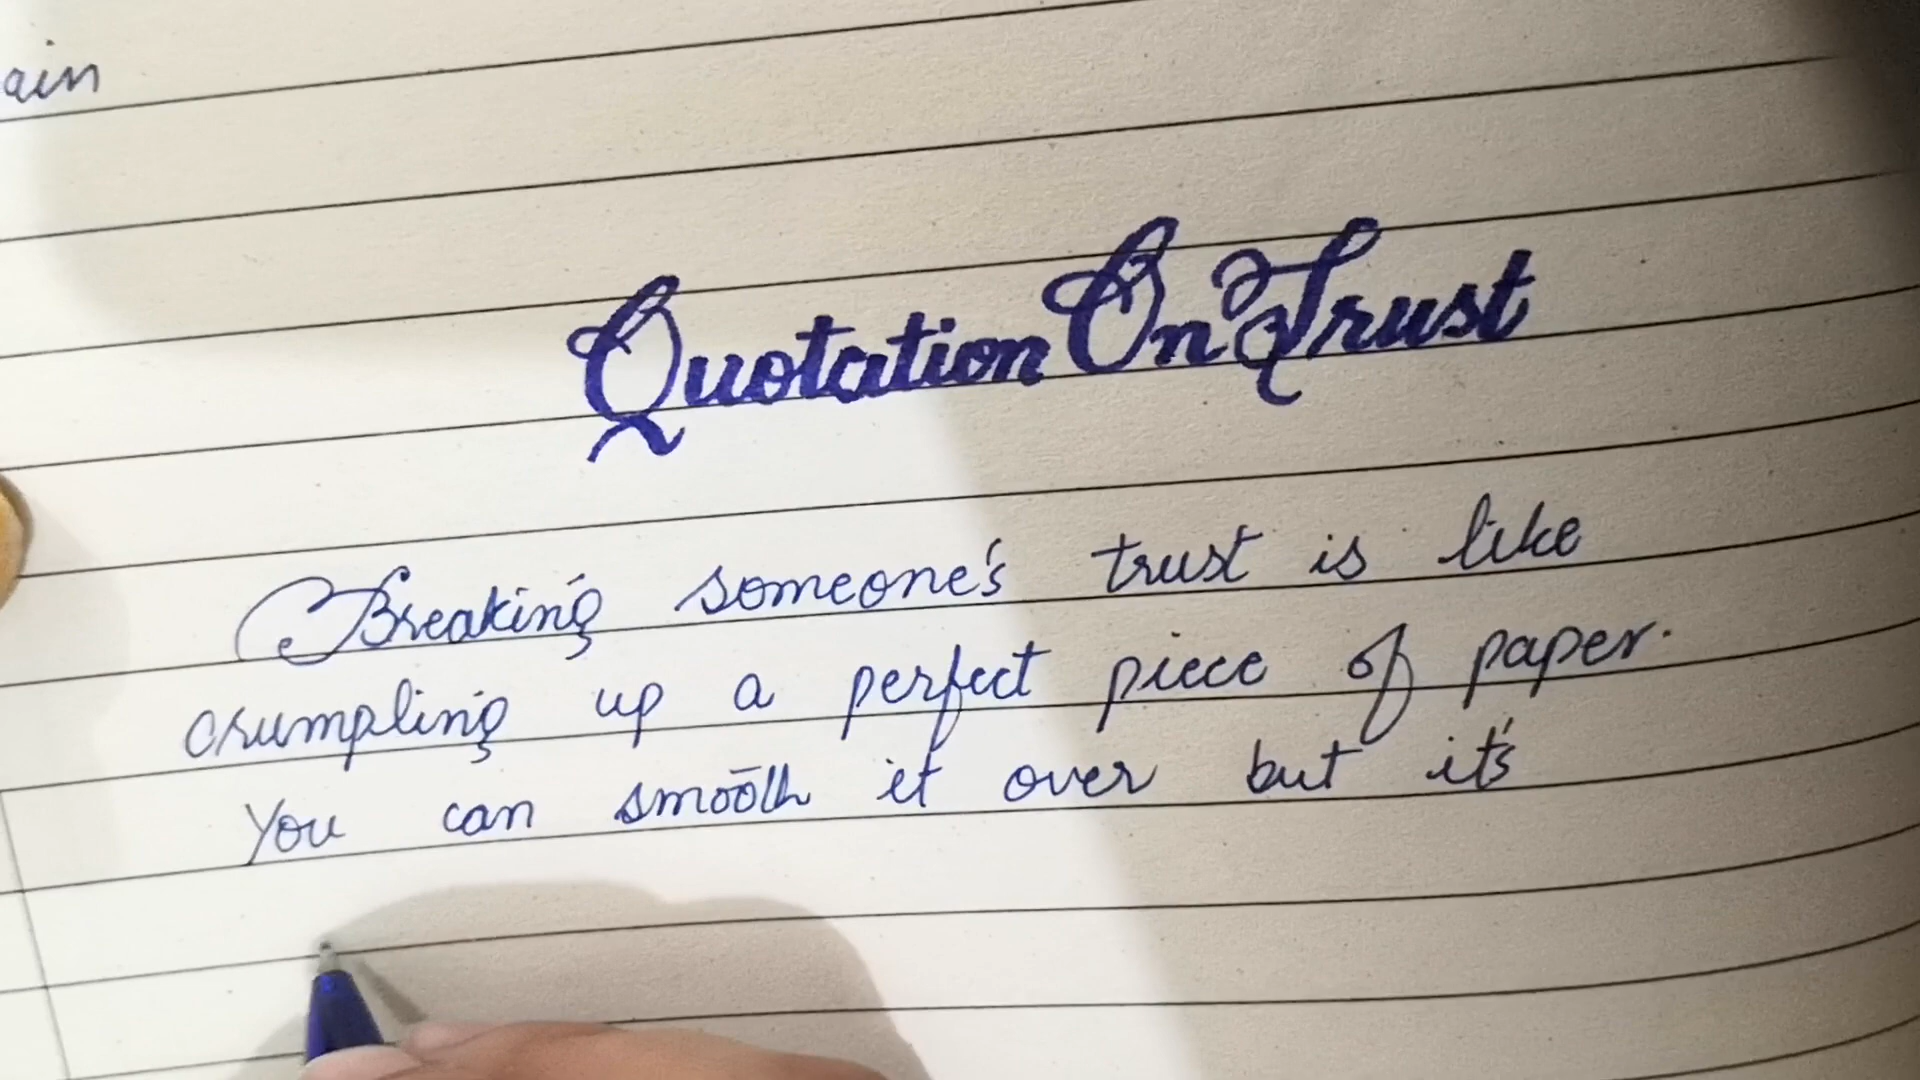 ain
Quotation On Trust
Breaking someone's trust is like
crumpling up a perfect piece of paper.
You can smooth it over but it's